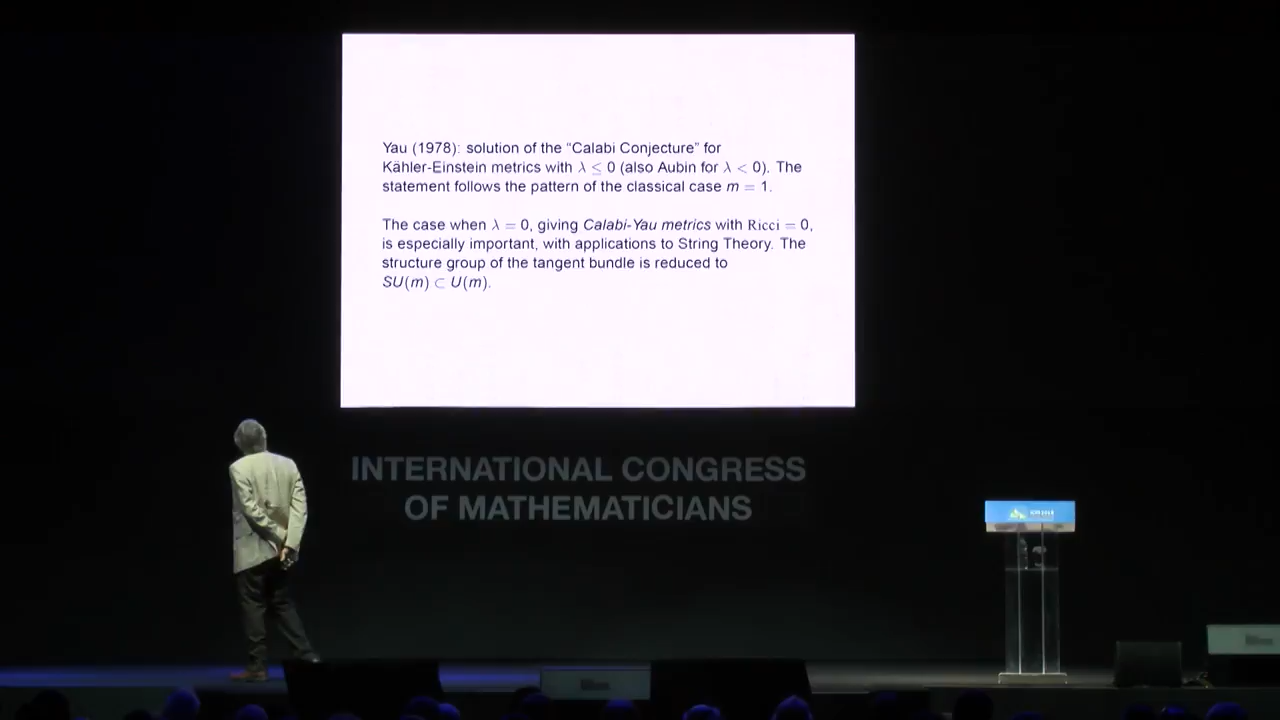 Yau (1978): solution of the “Calabi Conjecture” for
Kähler-Einstein metrics with λ ≤ 0 (also Aubin for λ < 0). The
statement follows the pattern of the classical case m = 1.
The case when λ = 0, giving Calabi-Yau metrics with Ricci = 0,
is especially important, with applications to String Theory. The
structure group of the tangent bundle is reduced to
SU(m) ⊂ U(m).
INTERNATIONAL CONGRESS
OF MATHEMATICIANS